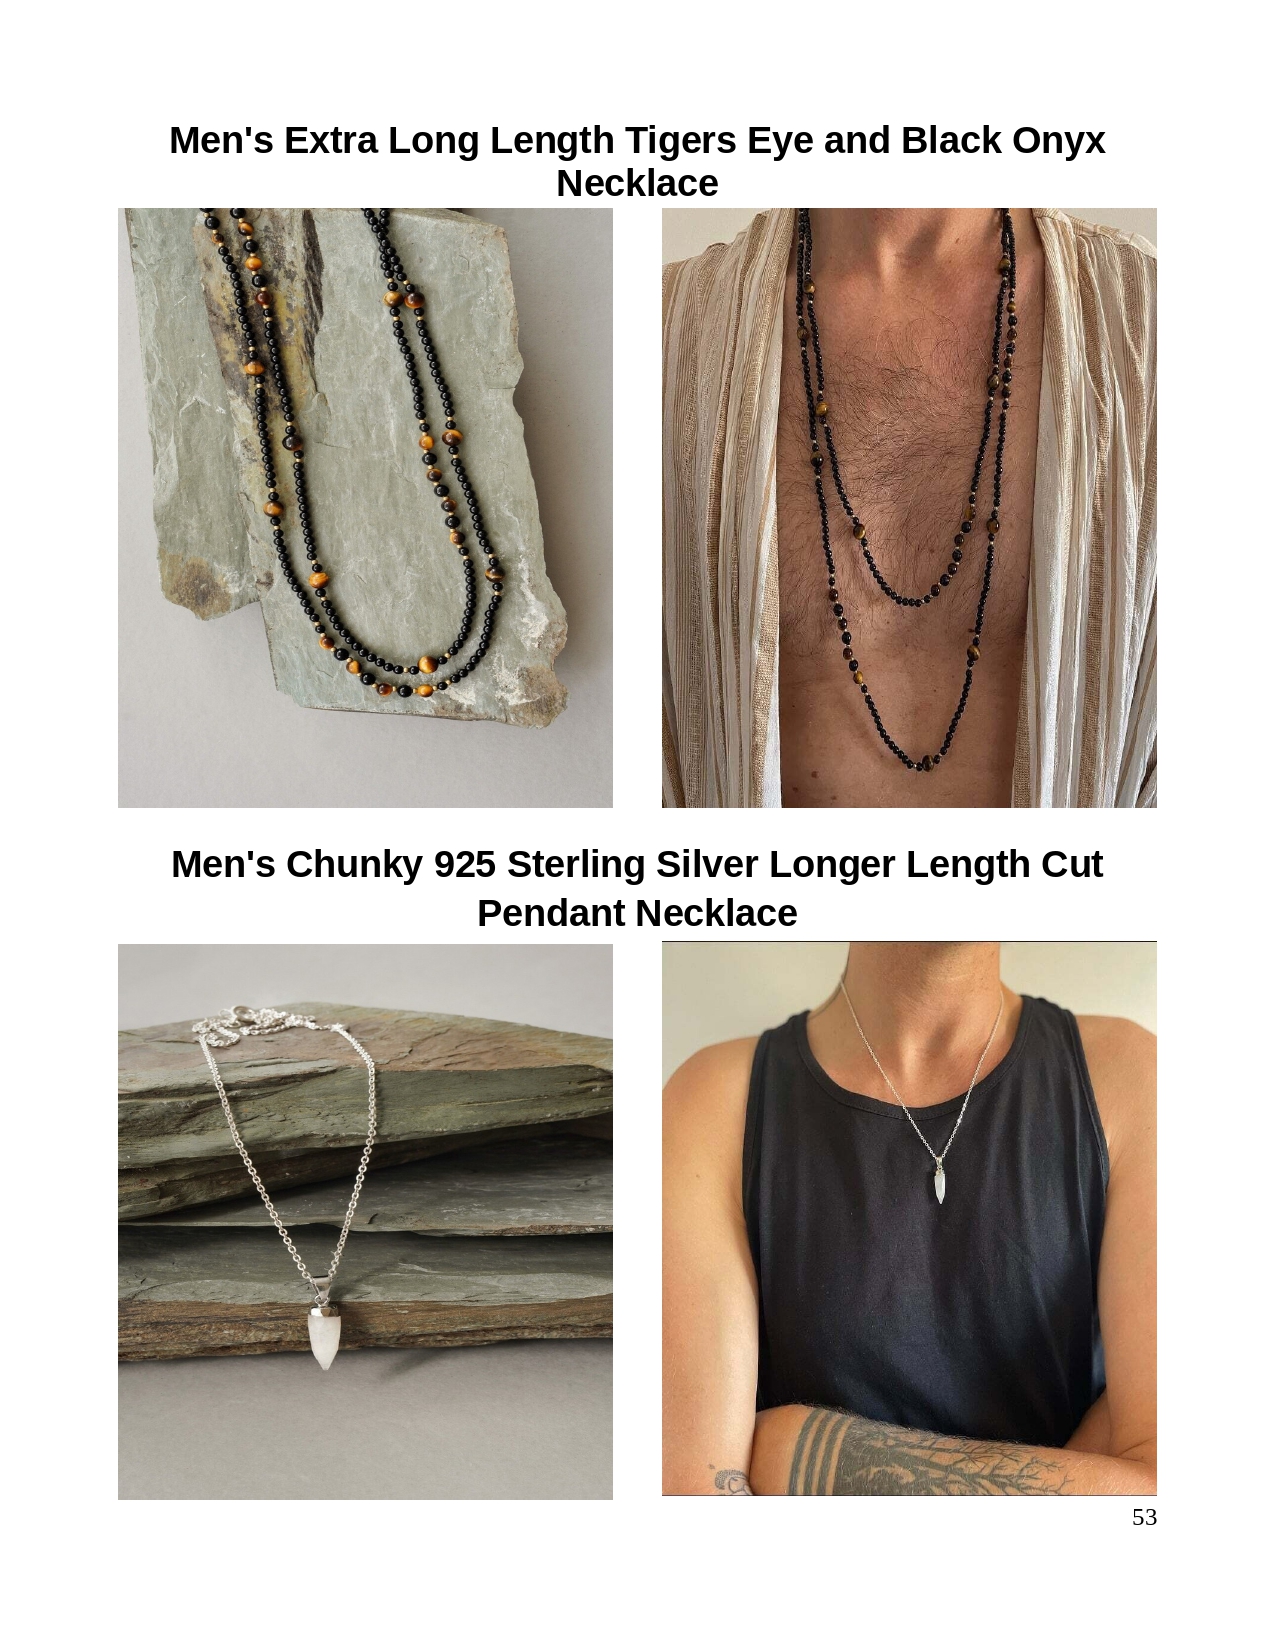 Men's Extra Long Length Tigers Eye and Black Onyx
Necklace
Men's Chunky 925 Sterling Silver Longer Length Cut
Pendant Necklace
53